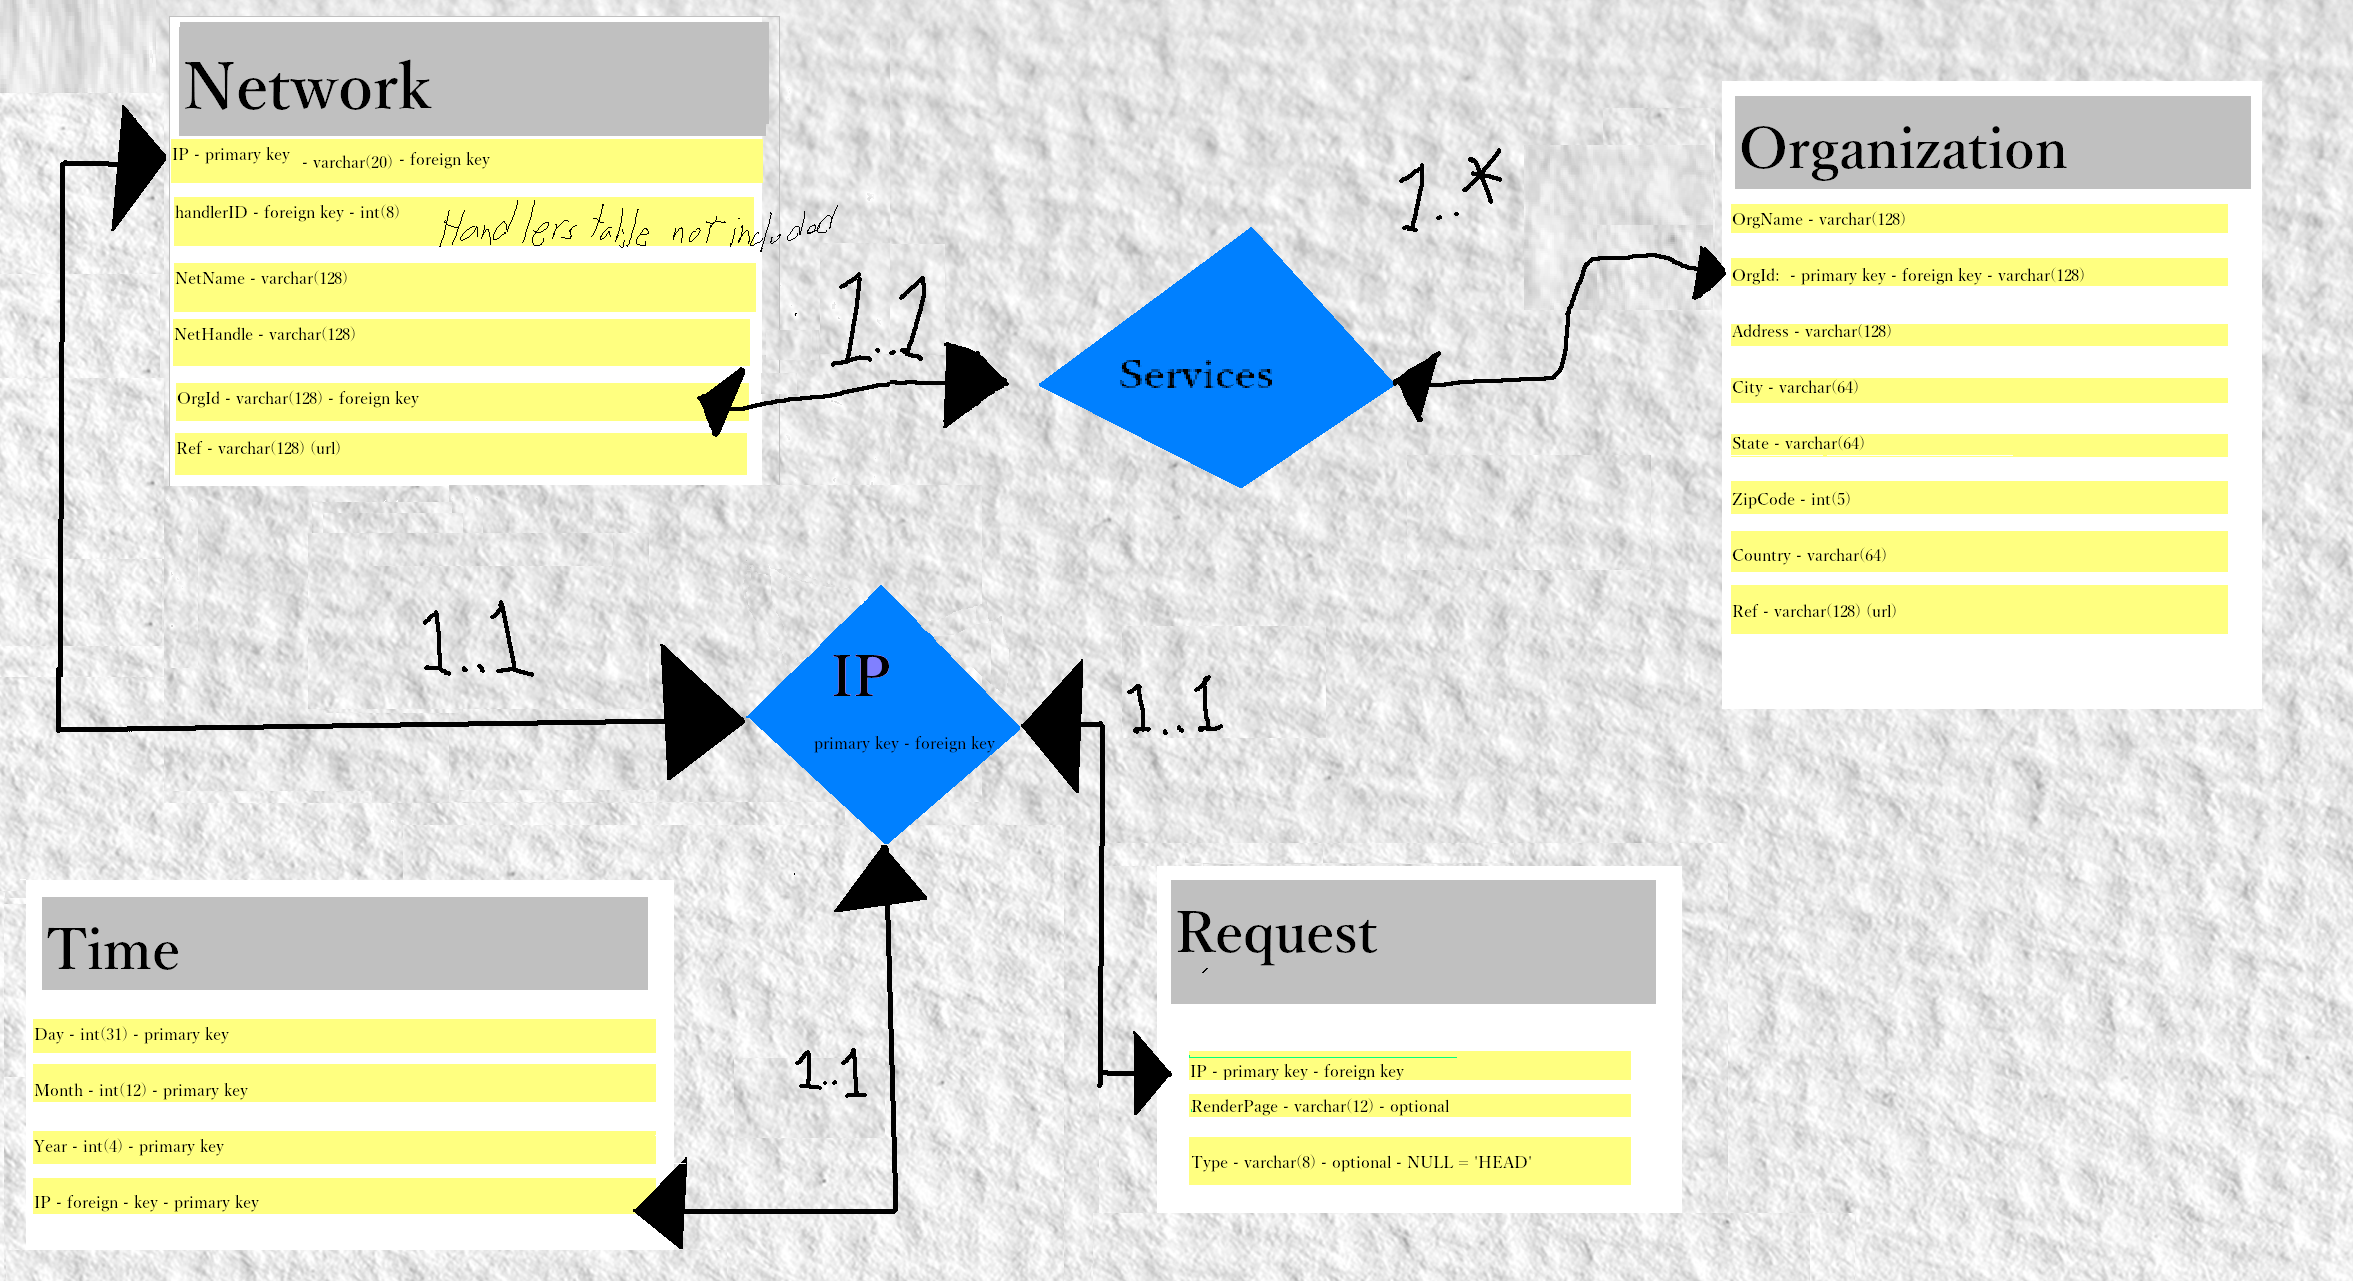 Network
IP - primary key - varchar(20) - foreign key
handlerID - foreign key - int(8) Handlers table not included
NetName - varchar(128)
NetHandle - varchar(128)
OrgId - varchar(128) - foreign key
Ref - varchar(128) (url)
1..1
Services
1..*
Organization
OrgName - varchar(128)
OrgId: - primary key - foreign key - varchar(128)
Address - varchar(128)
City - varchar(64)
State - varchar(64)
ZipCode - int(5)
Country - varchar(64)
Ref - varchar(128) (url)
1..1
IP
primary key - foreign key
1..1
Time
Day - int(31) - primary key
Month - int(12) - primary key
Year - int(4) - primary key
IP - foreign - key - primary key
1..1
Request
IP - primary key - foreign key
RenderPage - varchar(12) - optional
Type - varchar(8) - optional - NULL = 'HEAD'